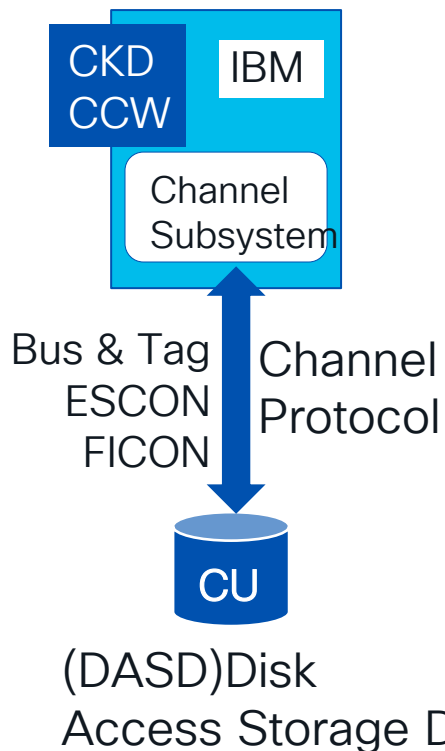 CKD
CCW
IBM
Channel
Subsystem
Bus & Tag
ESCON
FICON
Channel
Protocol
CU
(DASD)Disk
Access Storage D